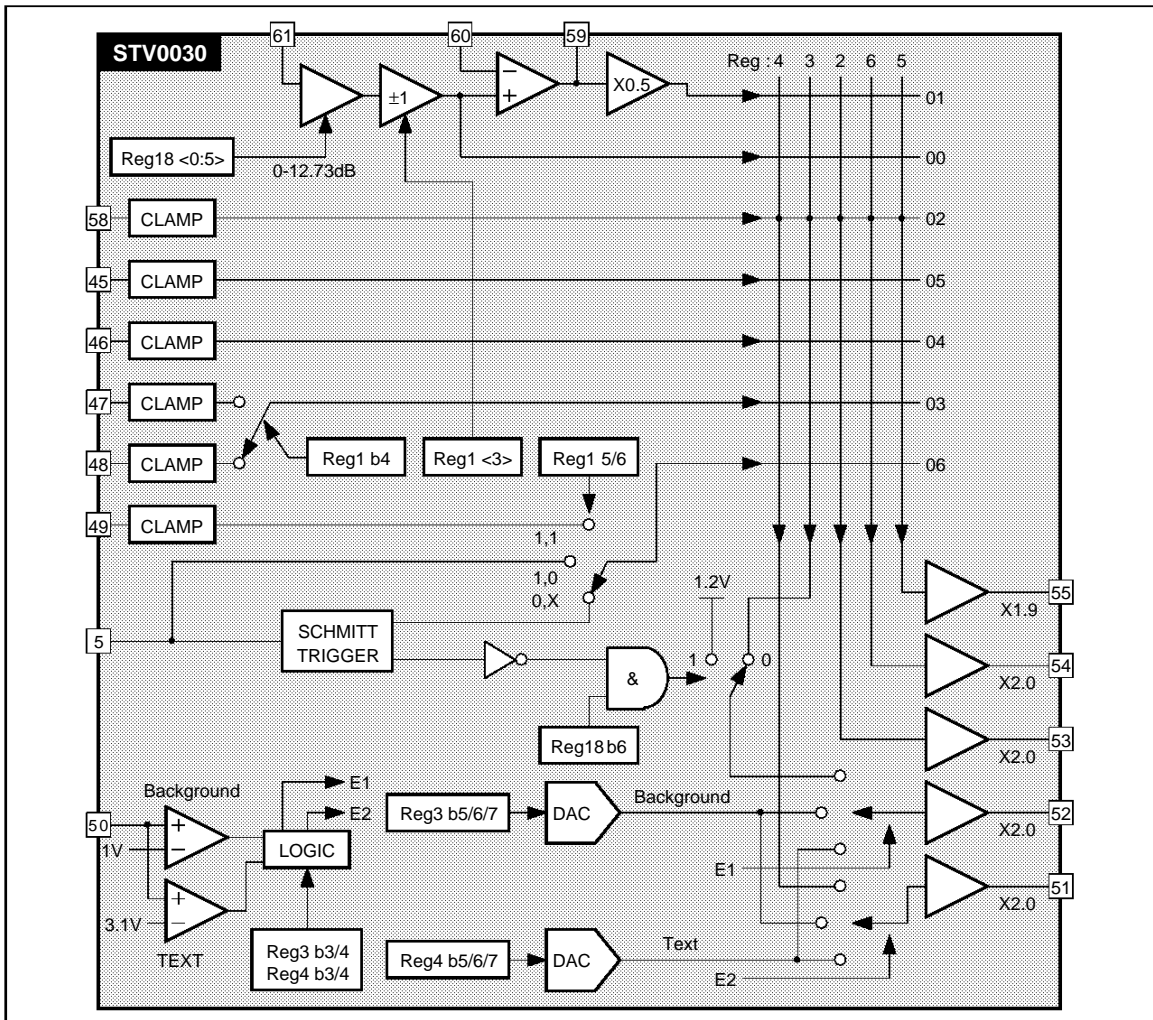 61
60
59
STV0030
Reg : 4 3 2 6 5
±1
X0.5
01
Reg18 <0:5>
0-12.73dB
00
58
CLAMP
02
45
CLAMP
05
46
CLAMP
04
47
CLAMP
03
48
CLAMP
Reg1 b4
Reg1 <3>
Reg1 5/6
06
49
CLAMP
1,1
1,0
0,X
1.2V
55
X1.9
5
SCHMITT
TRIGGER
&
1
0
54
X2.0
Reg18 b6
53
X2.0
Background
E1
E2
50
+
−
1V
LOGIC
Reg3 b5/6/7
DAC
Background
52
X2.0
E1
+
−
3.1V
TEXT
51
X2.0
Reg3 b3/4
Reg4 b3/4
Reg4 b5/6/7
DAC
Text
E2
−
+